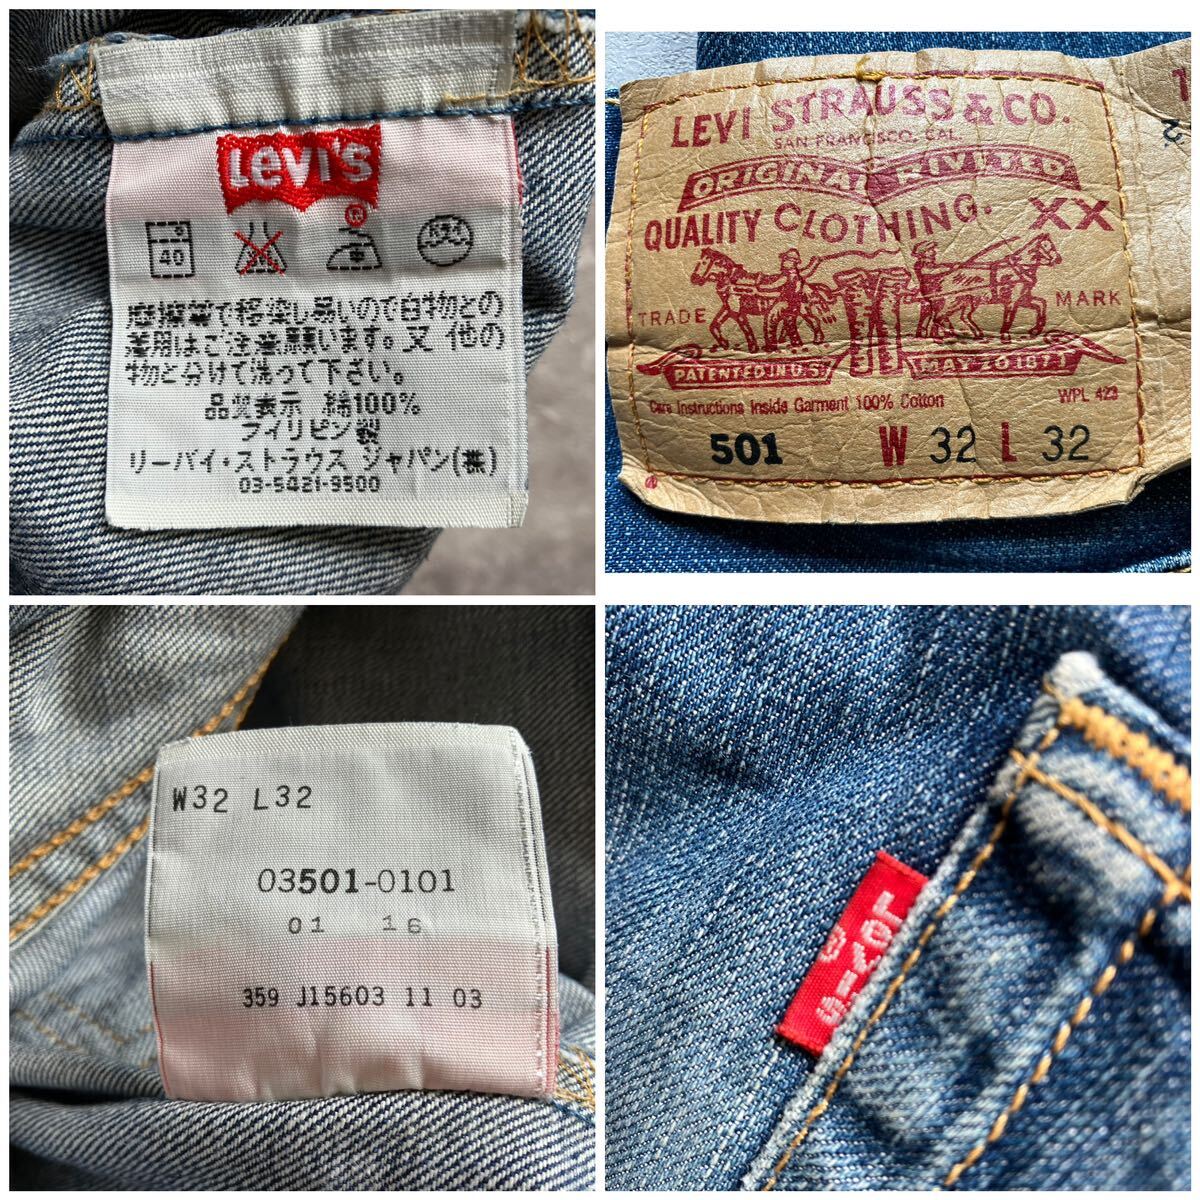 LEVI'S
®
40
摩擦等で移染し易いので白物との
着用はご注意願います。又 他の
物と分けて洗って下さい。
品質表示 綿100%
フィリピン製
リーバイ・ストラウス ジャパン(株)
03-5421-9500
LEVI STRAUSS & CO.
SAN FRANCISCO, CAL.
ORIGINAL RIVETED
QUALITY CLOTHING. XX
TRADE MARK
PATENTED IN U.S. MAY 20 1873
Care Instructions Inside Garment 100% Cotton WPL 423
501 W 32 L 32
®
W32 L32
03501-0101
01 16
359 J15603 11 03
LEVI'S
®